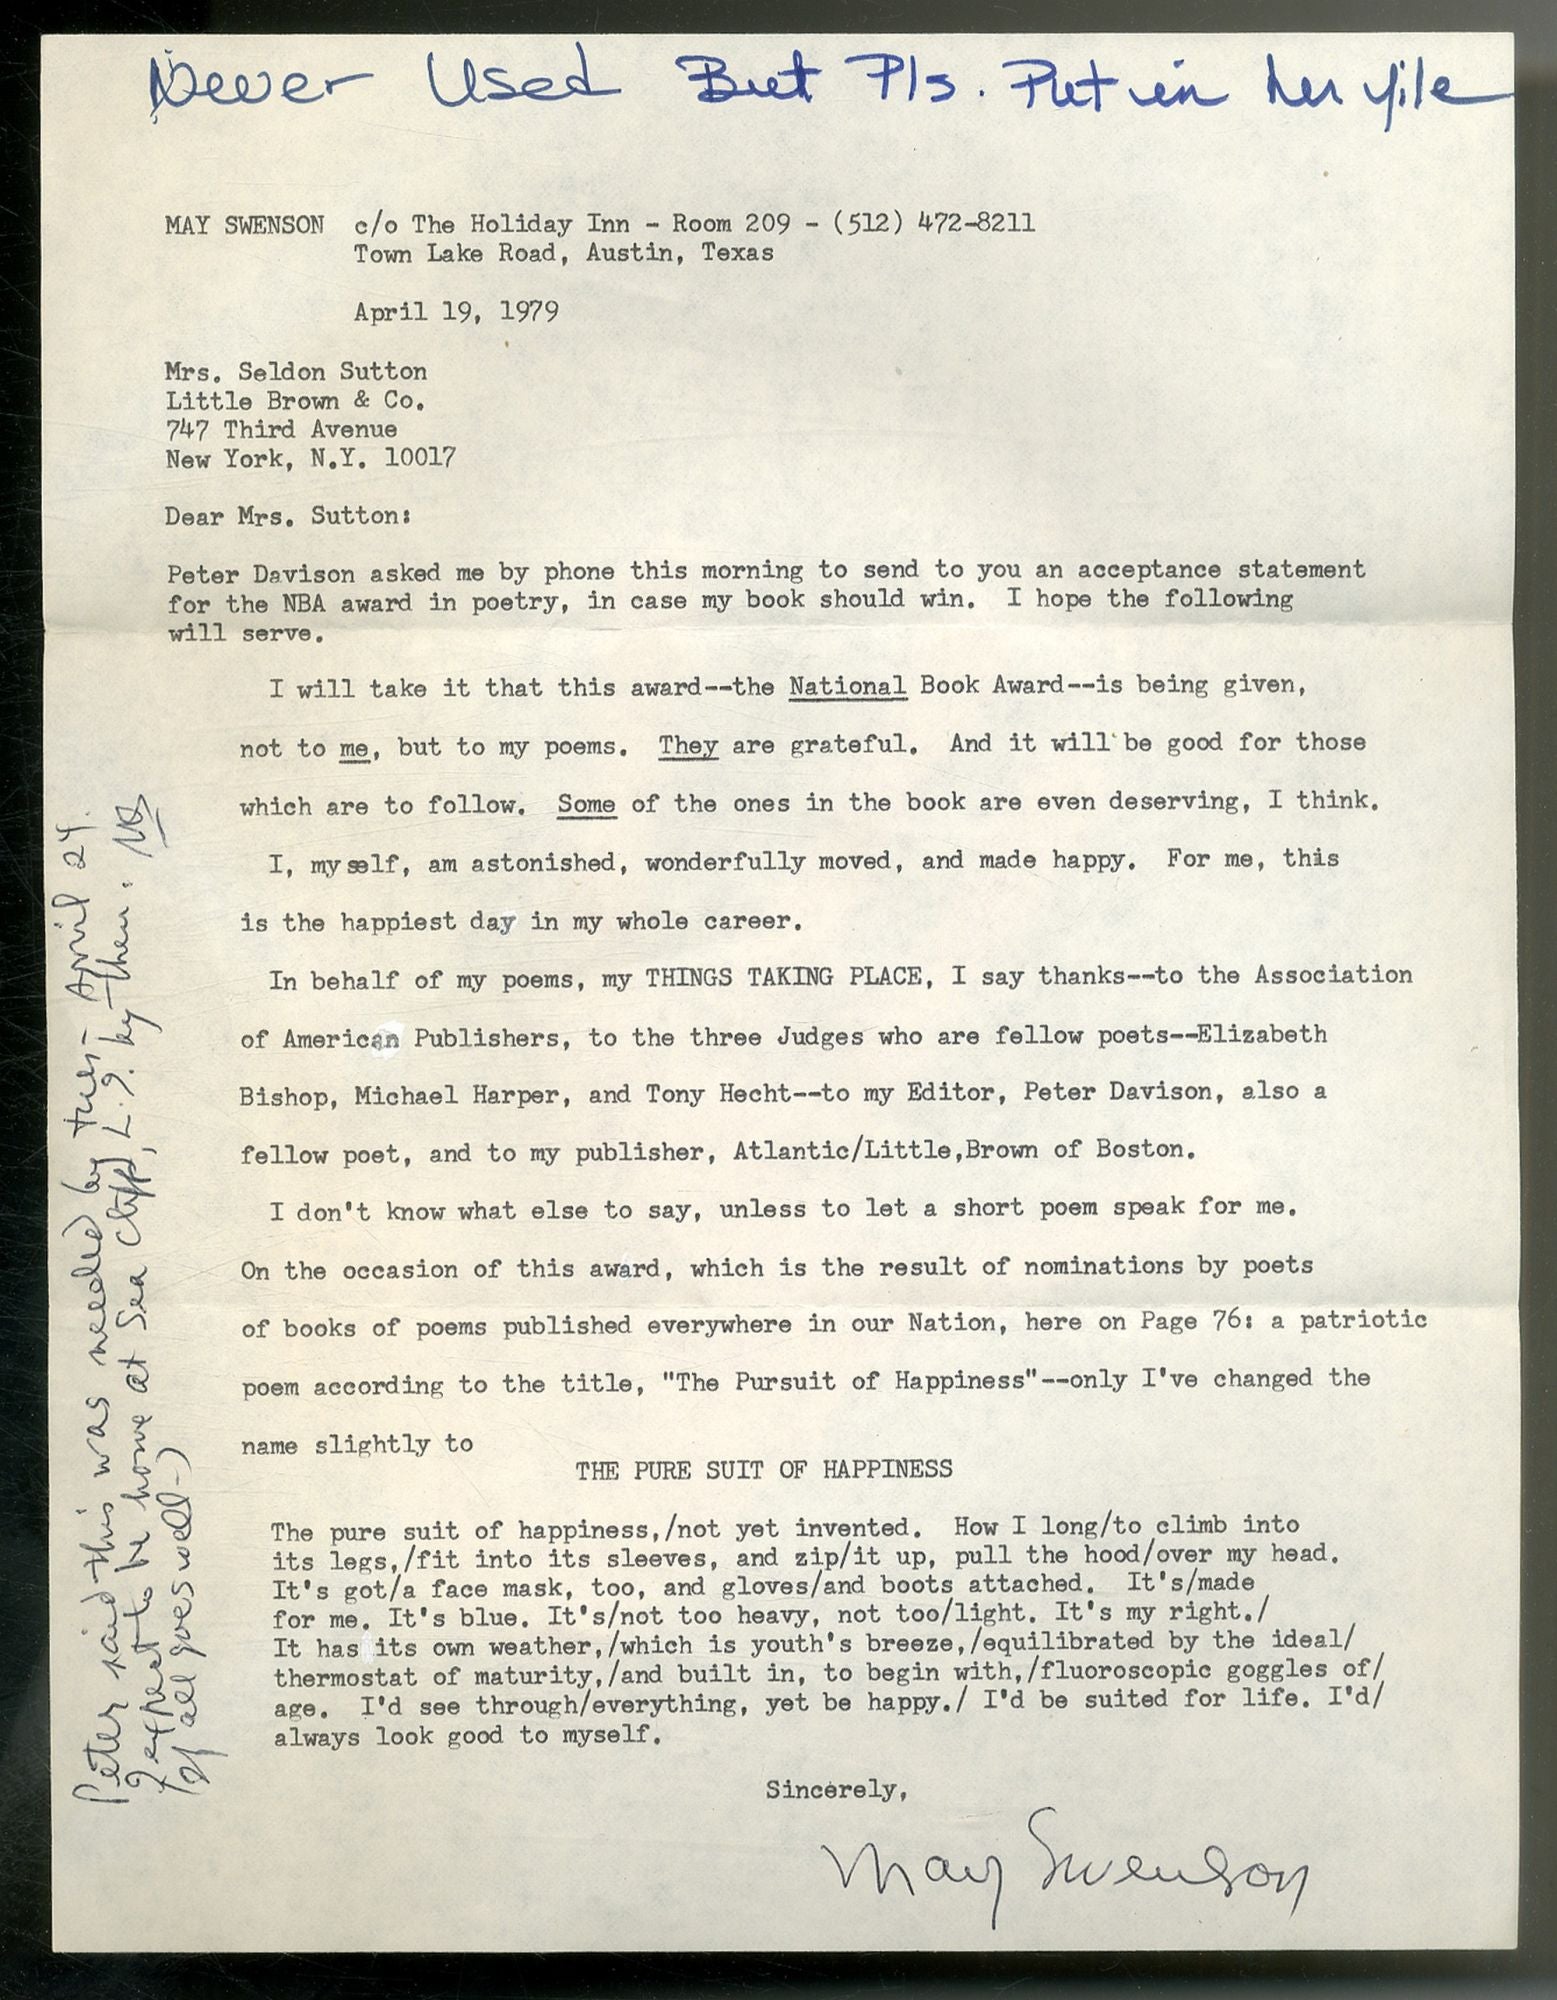 Never Used But Pls. Put in her file
MAY SWENSON c/o The Holiday Inn - Room 209 - (512) 472-8211
Town Lake Road, Austin, Texas
April 19, 1979
Mrs. Seldon Sutton
Little Brown & Co.
747 Third Avenue
New York, N.Y. 10017
Dear Mrs. Sutton:
Peter Davison asked me by phone this morning to send to you an acceptance statement
for the NBA award in poetry, in case my book should win. I hope the following
will serve.
I will take it that this award--the National Book Award--is being given,
not to me, but to my poems. They are grateful. And it will be good for those
which are to follow. Some of the ones in the book are even deserving, I think.
I, myself, am astonished, wonderfully moved, and made happy. For me, this
is the happiest day in my whole career.
In behalf of my poems, my THINGS TAKING PLACE, I say thanks--to the Association
of American Publishers, to the three Judges who are fellow poets--Elizabeth
Bishop, Michael Harper, and Tony Hecht--to my Editor, Peter Davison, also a
fellow poet, and to my publisher, Atlantic/Little,Brown of Boston.
I don't know what else to say, unless to let a short poem speak for me.
On the occasion of this award, which is the result of nominations by poets
of books of poems published everywhere in our Nation, here on Page 76: a patriotic
poem according to the title, "The Pursuit of Happiness"--only I've changed the
name slightly to
THE PURE SUIT OF HAPPINESS
The pure suit of happiness,/not yet invented. How I long/to climb into
its legs,/fit into its sleeves, and zip/it up, pull the hood/over my head.
It's got/a face mask, too, and gloves/and boots attached. It's/made
for me. It's blue. It's/not too heavy, not too/light. It's my right./
It has its own weather,/which is youth's breeze,/equilibrated by the ideal/
thermostat of maturity,/and built in, to begin with,/fluoroscopic goggles of/
age. I'd see through/everything, yet be happy./ I'd be suited for life. I'd/
always look good to myself.
Sincerely,
May Swenson
Peter said this was needed by tues- April 24.
I expect to be home at Sea Cliff, L.I. by then.
if all goes well-)